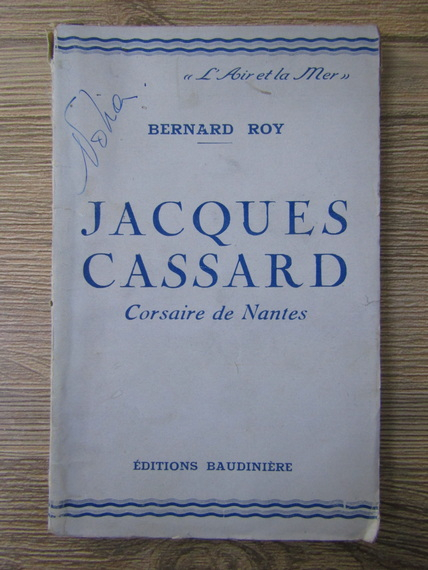 « L'Air et la Mer »
BERNARD ROY
JACQUES
CASSARD
Corsaire de Nantes
ÉDITIONS BAUDINIÈRE